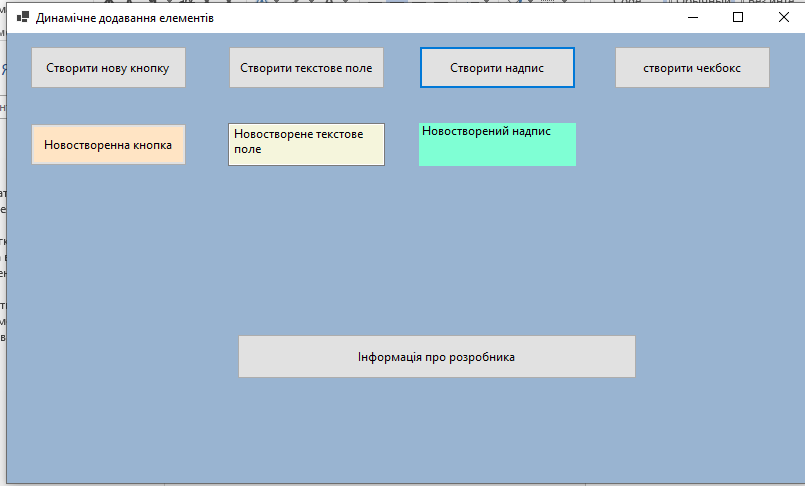 Динамічне додавання елементів
Створити нову кнопку
Створити текстове поле
Створити надпис
створити чекбокс
Новостворенна кнопка
Новостворене текстове
поле
Новостворений надпис
Інформація про розробника